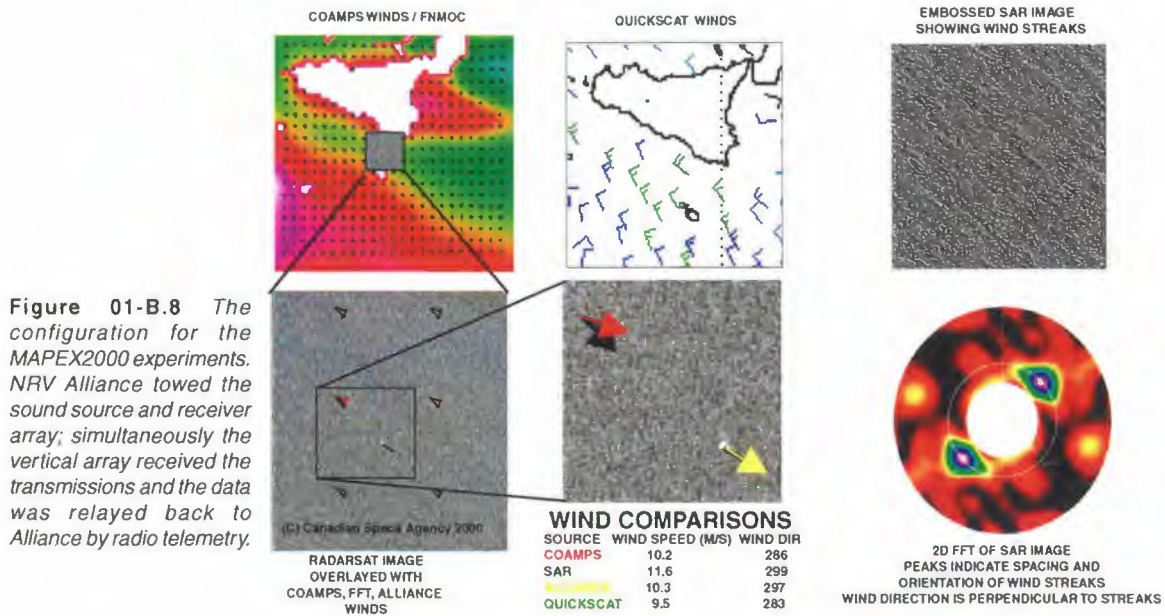 COAMPS WINDS / FNMOC
QUICKSCAT WINDS
EMBOSSED SAR IMAGE
SHOWING WIND STREAKS
Figure 01-B.8 The
configuration for the
MAPEX2000 experiments.
NRV Alliance towed the
sound source and receiver
array; simultaneously the
vertical array received the
transmissions and the data
was relayed back to
Alliance by radio telemetry.
(C) Canadian Space Agency 2000
RADARSAT IMAGE
OVERLAYED WITH
COAMPS, FFT, ALLIANCE
WINDS
WIND COMPARISONS
SOURCE WIND SPEED (M/S) WIND DIR
COAMPS 10.2 286
SAR 11.6 299
ALLIANCE 10.3 297
QUICKSCAT 9.5 283
2D FFT OF SAR IMAGE
PEAKS INDICATE SPACING AND
ORIENTATION OF WIND STREAKS
WIND DIRECTION IS PERPENDICULAR TO STREAKS